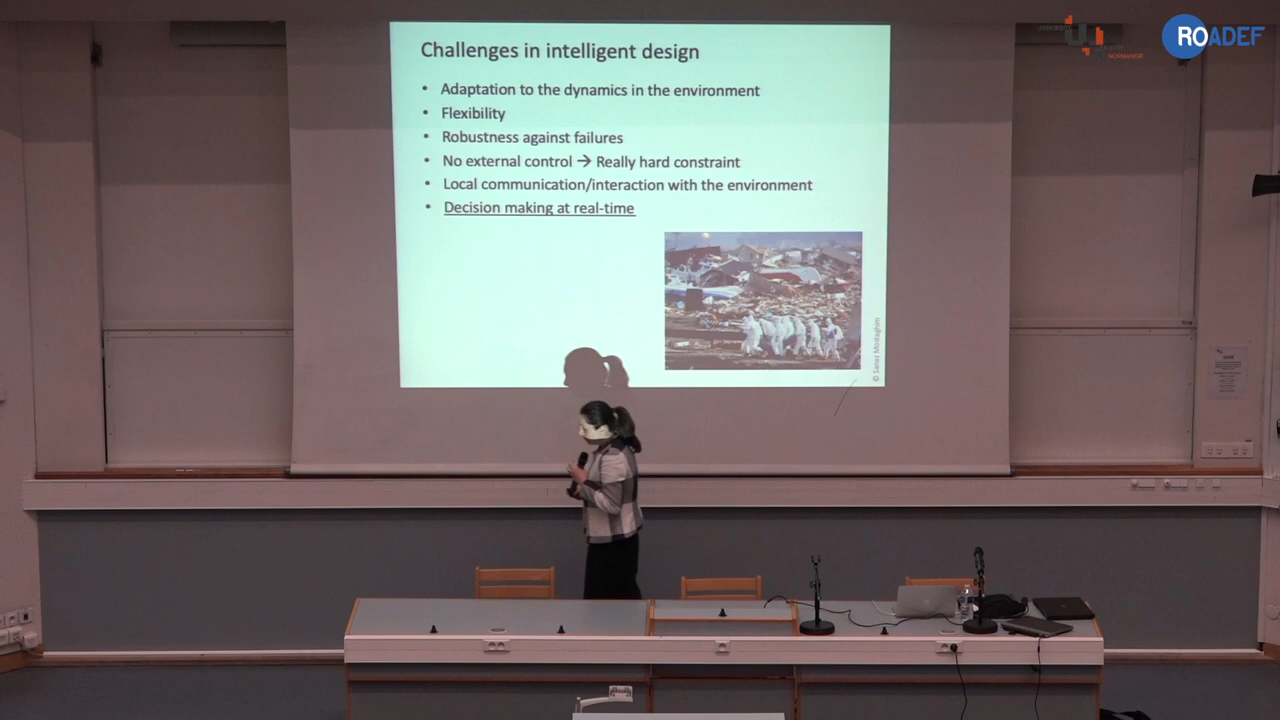 Challenges in intelligent design
• Adaptation to the dynamics in the environment
• Flexibility
• Robustness against failures
• No external control → Really hard constraint
• Local communication/interaction with the environment
• Decision making at real-time
© Sanaz Mostaghim
ROADEF
NORMANDIE